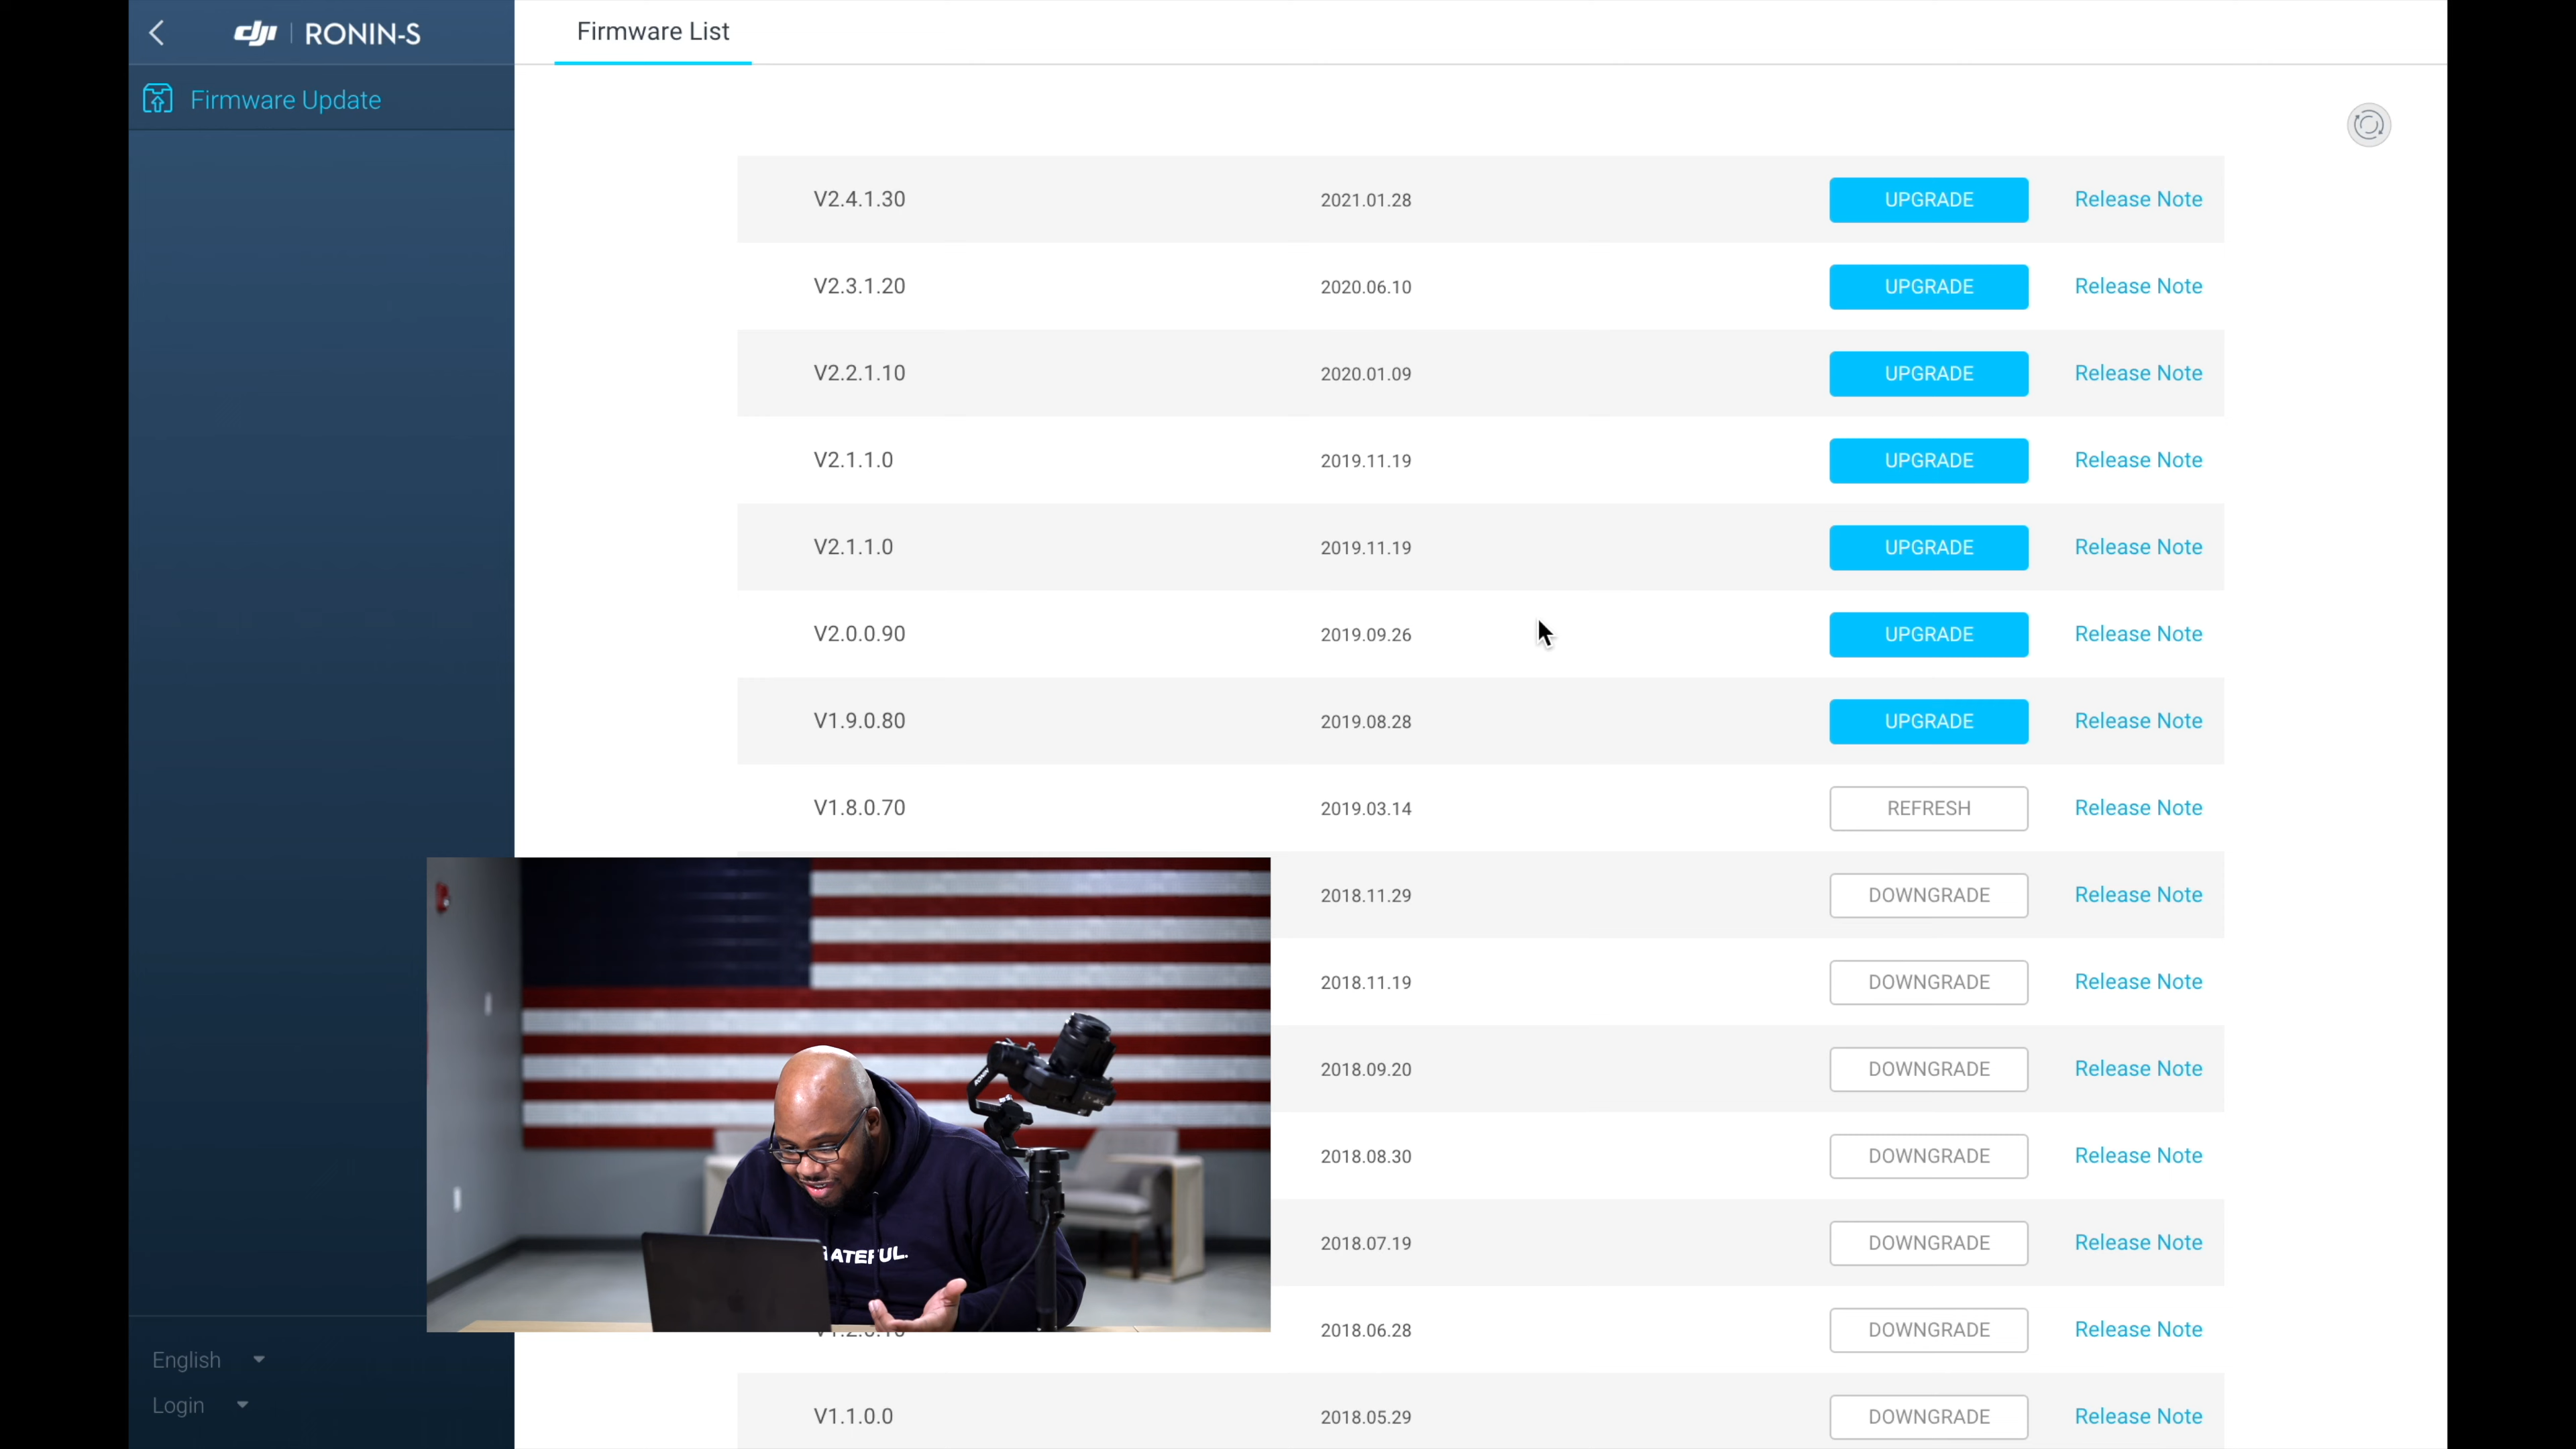 dji | RONIN-S
Firmware List
Firmware Update
V2.4.1.30 2021.01.28 UPGRADE Release Note
V2.3.1.20 2020.06.10 UPGRADE Release Note
V2.2.1.10 2020.01.09 UPGRADE Release Note
V2.1.1.0 2019.11.19 UPGRADE Release Note
V2.1.1.0 2019.11.19 UPGRADE Release Note
V2.0.0.90 2019.09.26 UPGRADE Release Note
V1.9.0.80 2019.08.28 UPGRADE Release Note
V1.8.0.70 2019.03.14 REFRESH Release Note
2018.11.29 DOWNGRADE Release Note
2018.11.19 DOWNGRADE Release Note
2018.09.20 DOWNGRADE Release Note
2018.08.30 DOWNGRADE Release Note
2018.07.19 DOWNGRADE Release Note
2018.06.28 DOWNGRADE Release Note
V1.1.0.0 2018.05.29 DOWNGRADE Release Note
English
Login